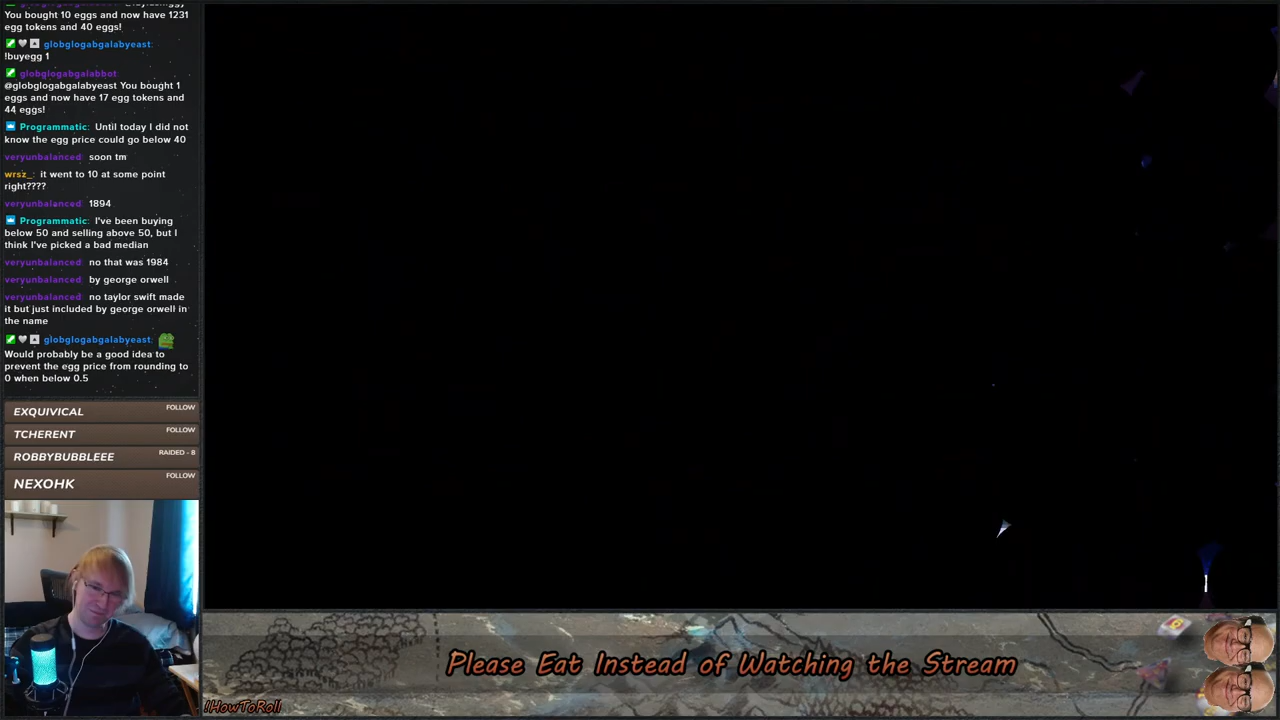 You bought 10 eggs and now have 1231
egg tokens and 40 eggs!
globglogabgalabyeast:
!buyegg 1
globglogabgalabbot:
@globglogabgalabyeast You bought 1
eggs and now have 17 egg tokens and
44 eggs!
Programmatic: Until today I did not
know the egg price could go below 40
veryunbalanced: soon tm
wrsz_: it went to 10 at some point
right????
veryunbalanced: 1894
Programmatic: I've been buying
below 50 and selling above 50, but I
think I've picked a bad median
veryunbalanced: no that was 1984
veryunbalanced: by george orwell
veryunbalanced: no taylor swift made
it but just included by george orwell in
the name
globglogabgalabyeast:
Would probably be a good idea to
prevent the egg price from rounding to
0 when below 0.5
EXQUIVICAL FOLLOW
TCHERENT FOLLOW
ROBBYBUBBLEEE RAIDED - 8
NEXOHK FOLLOW
Please Eat Instead of Watching the Stream
!HowToRoll